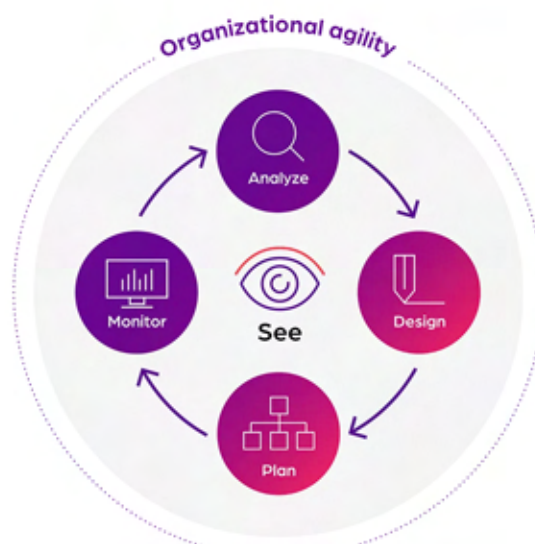 Organizational agility
Analyze
Monitor
See
Design
Plan